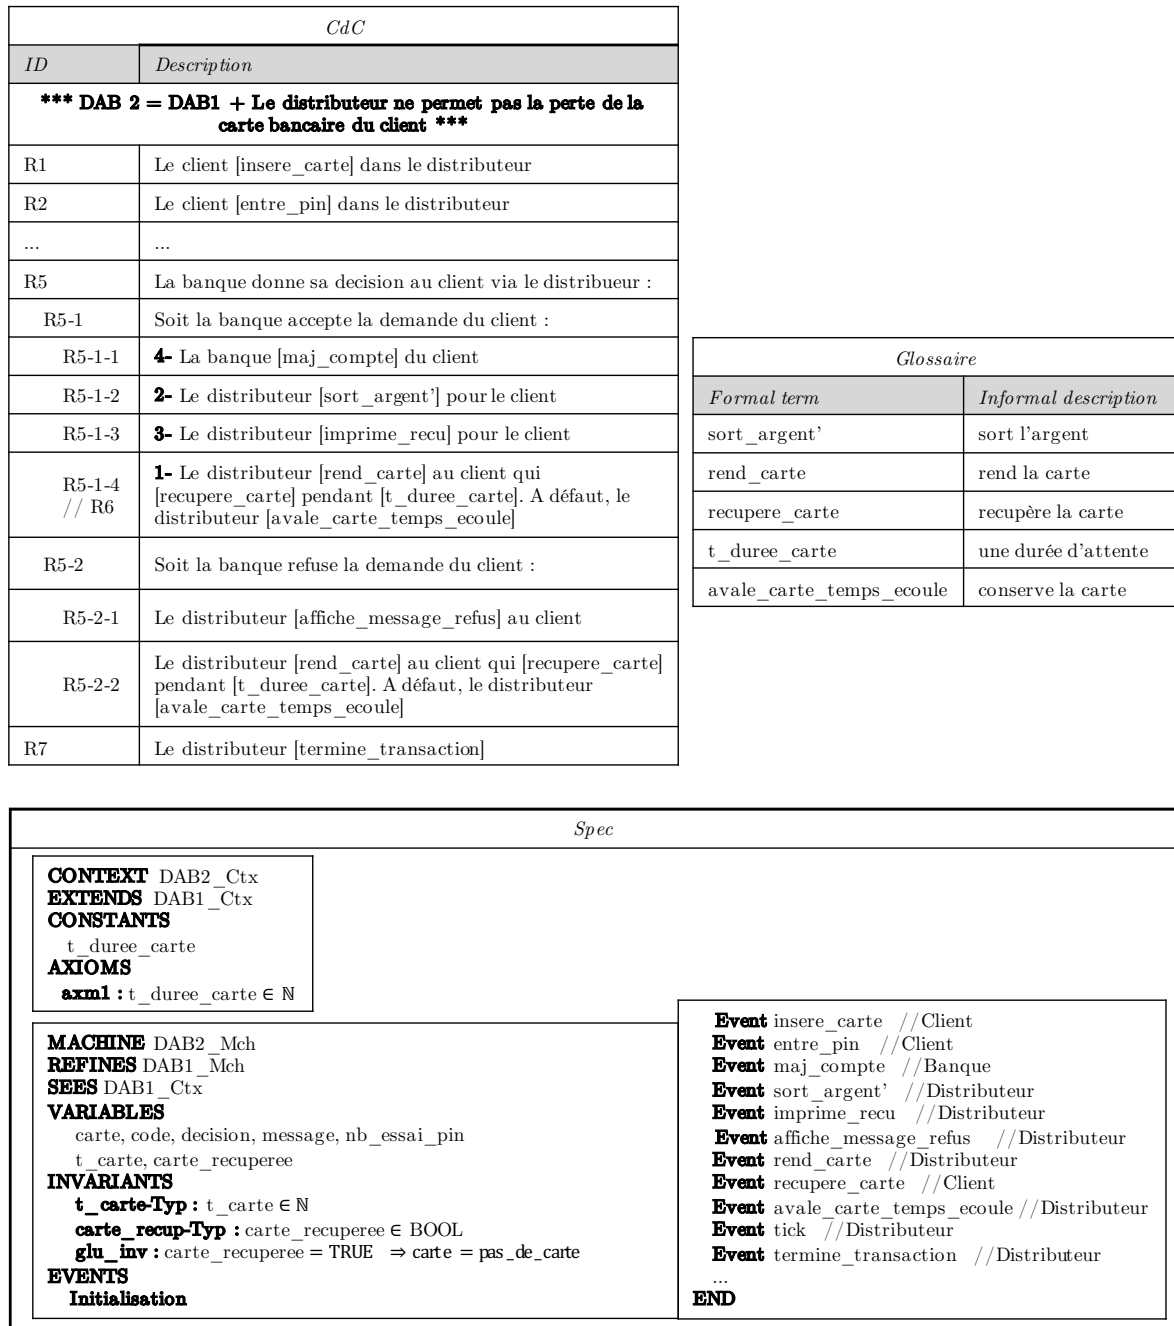 CdC
ID Description
*** DAB 2 = DAB1 + Le distributeur ne permet pas la perte de la
carte bancaire du client ***
R1 Le client [insere_carte] dans le distributeur
R2 Le client [entre_pin] dans le distributeur
... ...
R5 La banque donne sa decision au client via le distribueur :
R5-1 Soit la banque accepte la demande du client :
R5-1-1 4- La banque [maj_compte] du client
R5-1-2 2- Le distributeur [sort_argent'] pour le client
R5-1-3 3- Le distributeur [imprime_recu] pour le client
R5-1-4
// R6
1- Le distributeur [rend_carte] au client qui
[recupere_carte] pendant [t_duree_carte]. A défaut, le
distributeur [avale_carte_temps_ecoule]
R5-2 Soit la banque refuse la demande du client :
R5-2-1 Le distributeur [affiche_message_refus] au client
R5-2-2
Le distributeur [rend_carte] au client qui [recupere_carte]
pendant [t_duree_carte]. A défaut, le distributeur
[avale_carte_temps_ecoule]
R7 Le distributeur [termine_transaction]
Glossaire
Formal term Informal description
sort_argent' sort l'argent
rend_carte rend la carte
recupere_carte recupère la carte
t_duree_carte une durée d'attente
avale_carte_temps_ecoule conserve la carte
Spec
CONTEXT DAB2_Ctx
EXTENDS DAB1_Ctx
CONSTANTS
t_duree_carte
AXIOMS
axm1 : t_duree_carte ∈ ℕ
MACHINE DAB2_Mch
REFINES DAB1_Mch
SEES DAB1_Ctx
VARIABLES
carte, code, decision, message, nb_essai_pin
t_carte, carte_recuperee
INVARIANTS
t_carte-Typ : t_carte ∈ ℕ
carte_recup-Typ : carte_recuperee ∈ BOOL
glu_inv : carte_recuperee = TRUE ⇒ carte = pas_de_carte
EVENTS
Initialisation
Event insere_carte //Client
Event entre_pin //Client
Event maj_compte //Banque
Event sort_argent' //Distributeur
Event imprime_recu //Distributeur
Event affiche_message_refus //Distributeur
Event rend_carte //Distributeur
Event recupere_carte //Client
Event avale_carte_temps_ecoule //Distributeur
Event tick //Distributeur
Event termine_transaction //Distributeur
...
END